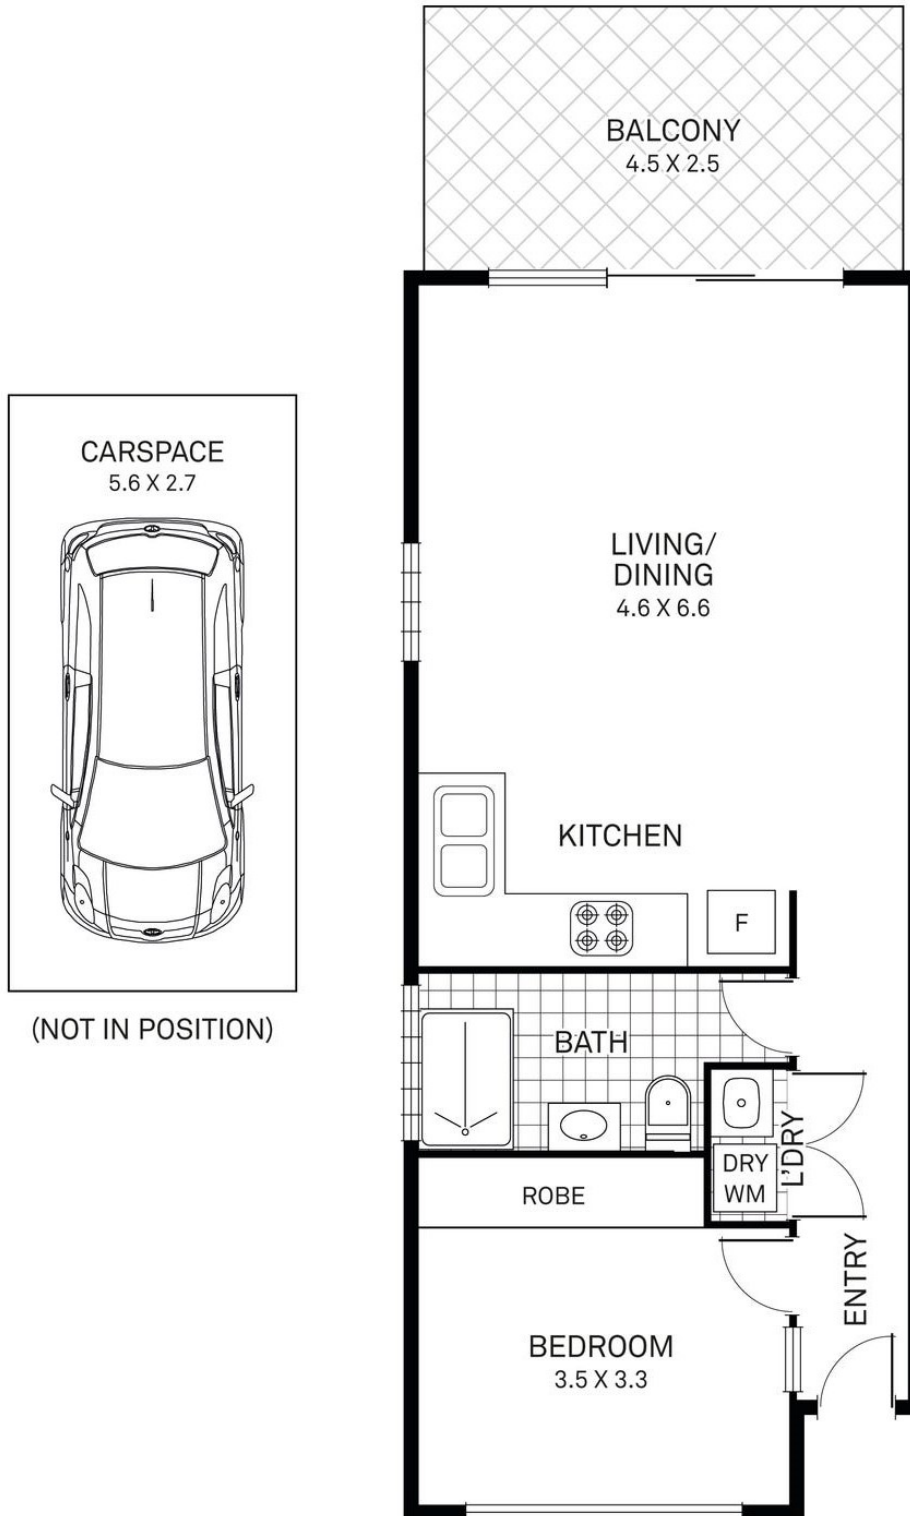 BALCONY
4.5 X 2.5
CARSPACE
5.6 X 2.7
(NOT IN POSITION)
LIVING/
DINING
4.6 X 6.6
KITCHEN
F
BATH
L'DRY
DRY
WM
ROBE
ENTRY
BEDROOM
3.5 X 3.3